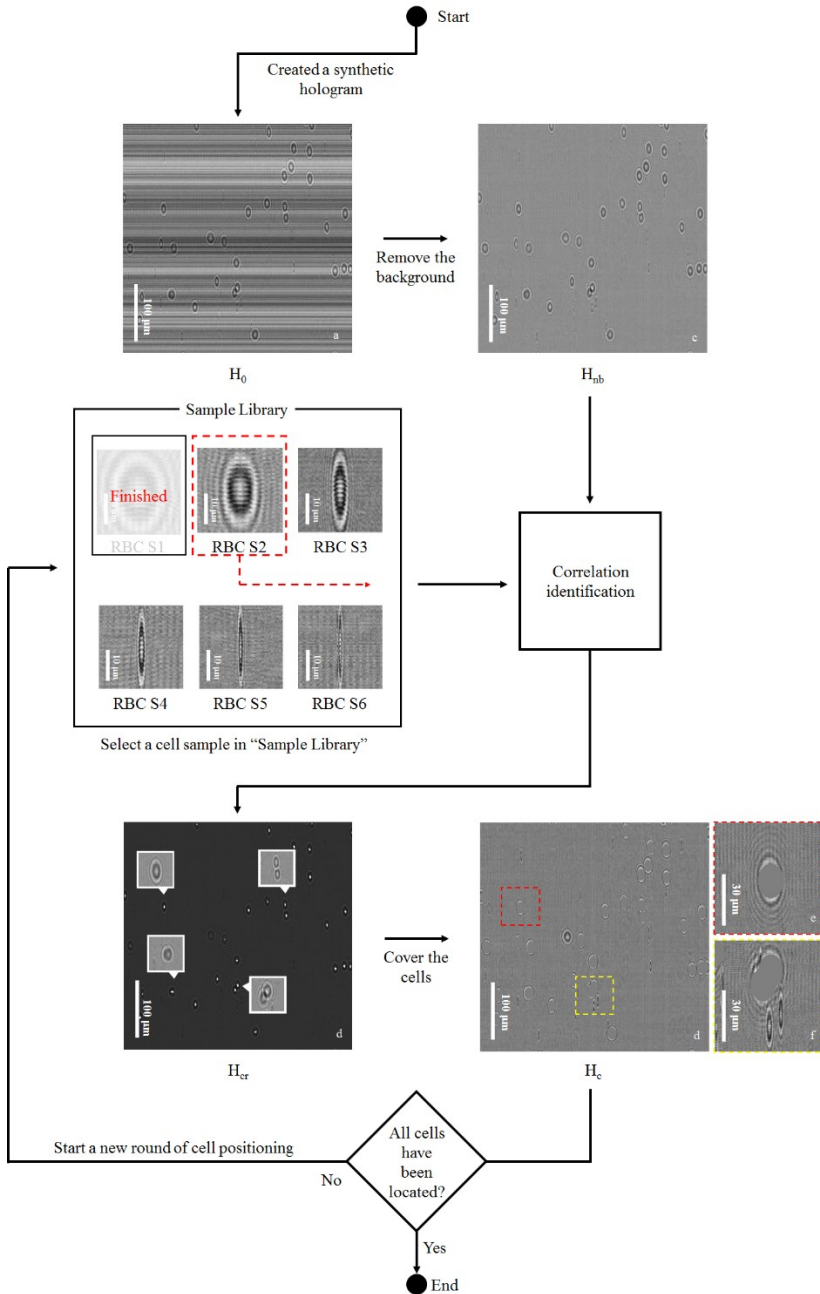 Start
Created a synthetic
hologram
100 μm
a
Remove the
background
100 μm
c
H0
Hnb
Sample Library
Finished
10 μm
10 μm
RBC S1
RBC S2
RBC S3
10 μm
10 μm
10 μm
RBC S4
RBC S5
RBC S6
Select a cell sample in “Sample Library”
Correlation
identification
100 μm
d
Cover the
cells
100 μm
d
30 μm
e
30 μm
f
Hcr
Hc
Start a new round of cell positioning
No
All cells
have
been
located?
Yes
End